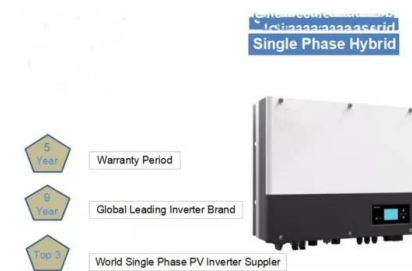 Single Phase Hybrid
5
Year
Warranty Period
9
Year
Global Leading Inverter Brand
Top 3
World Single Phase PV Inverter Suppler